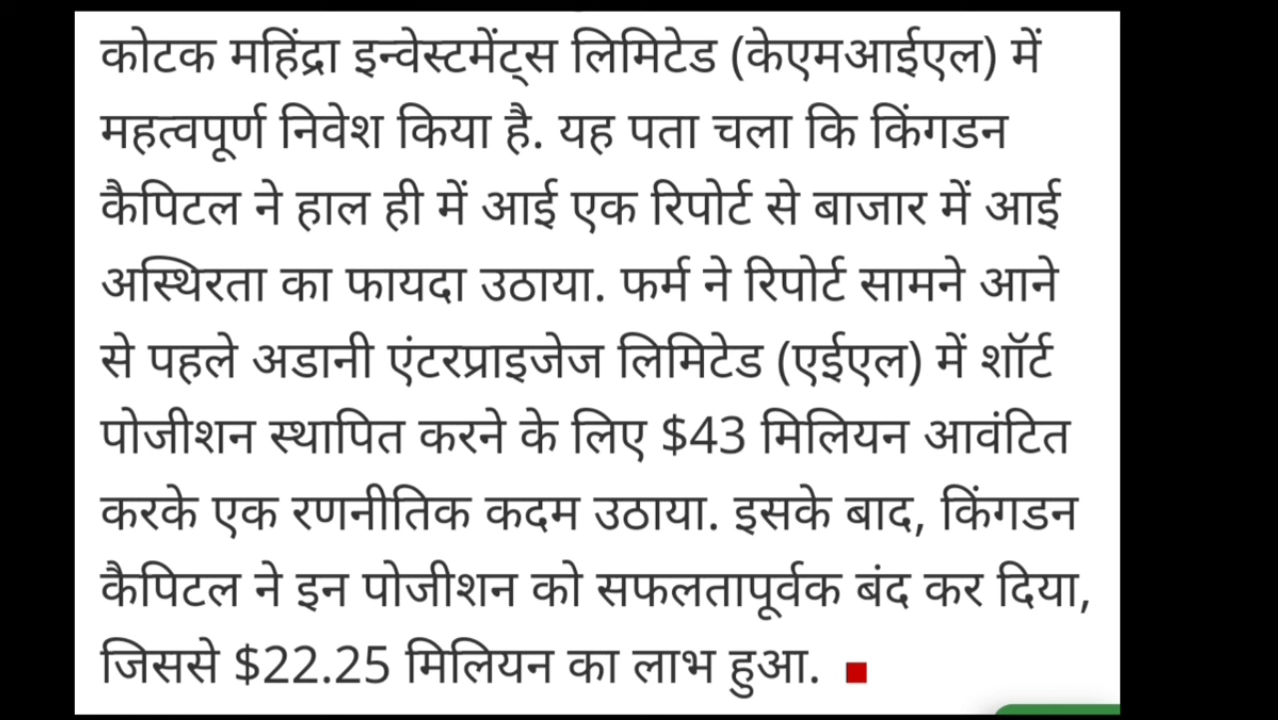 कोटक महिंद्रा इन्वेस्टमेंट्स लिमिटेड (केएमआईएल) में
महत्वपूर्ण निवेश किया है. यह पता चला कि किंगडन
कैपिटल ने हाल ही में आई एक रिपोर्ट से बाजार में आई
अस्थिरता का फायदा उठाया. फर्म ने रिपोर्ट सामने आने
से पहले अडानी एंटरप्राइजेज लिमिटेड (एईएल) में शॉर्ट
पोजीशन स्थापित करने के लिए $43 मिलियन आवंटित
करके एक रणनीतिक कदम उठाया. इसके बाद, किंगडन
कैपिटल ने इन पोजीशन को सफलतापूर्वक बंद कर दिया,
जिससे $22.25 मिलियन का लाभ हुआ.